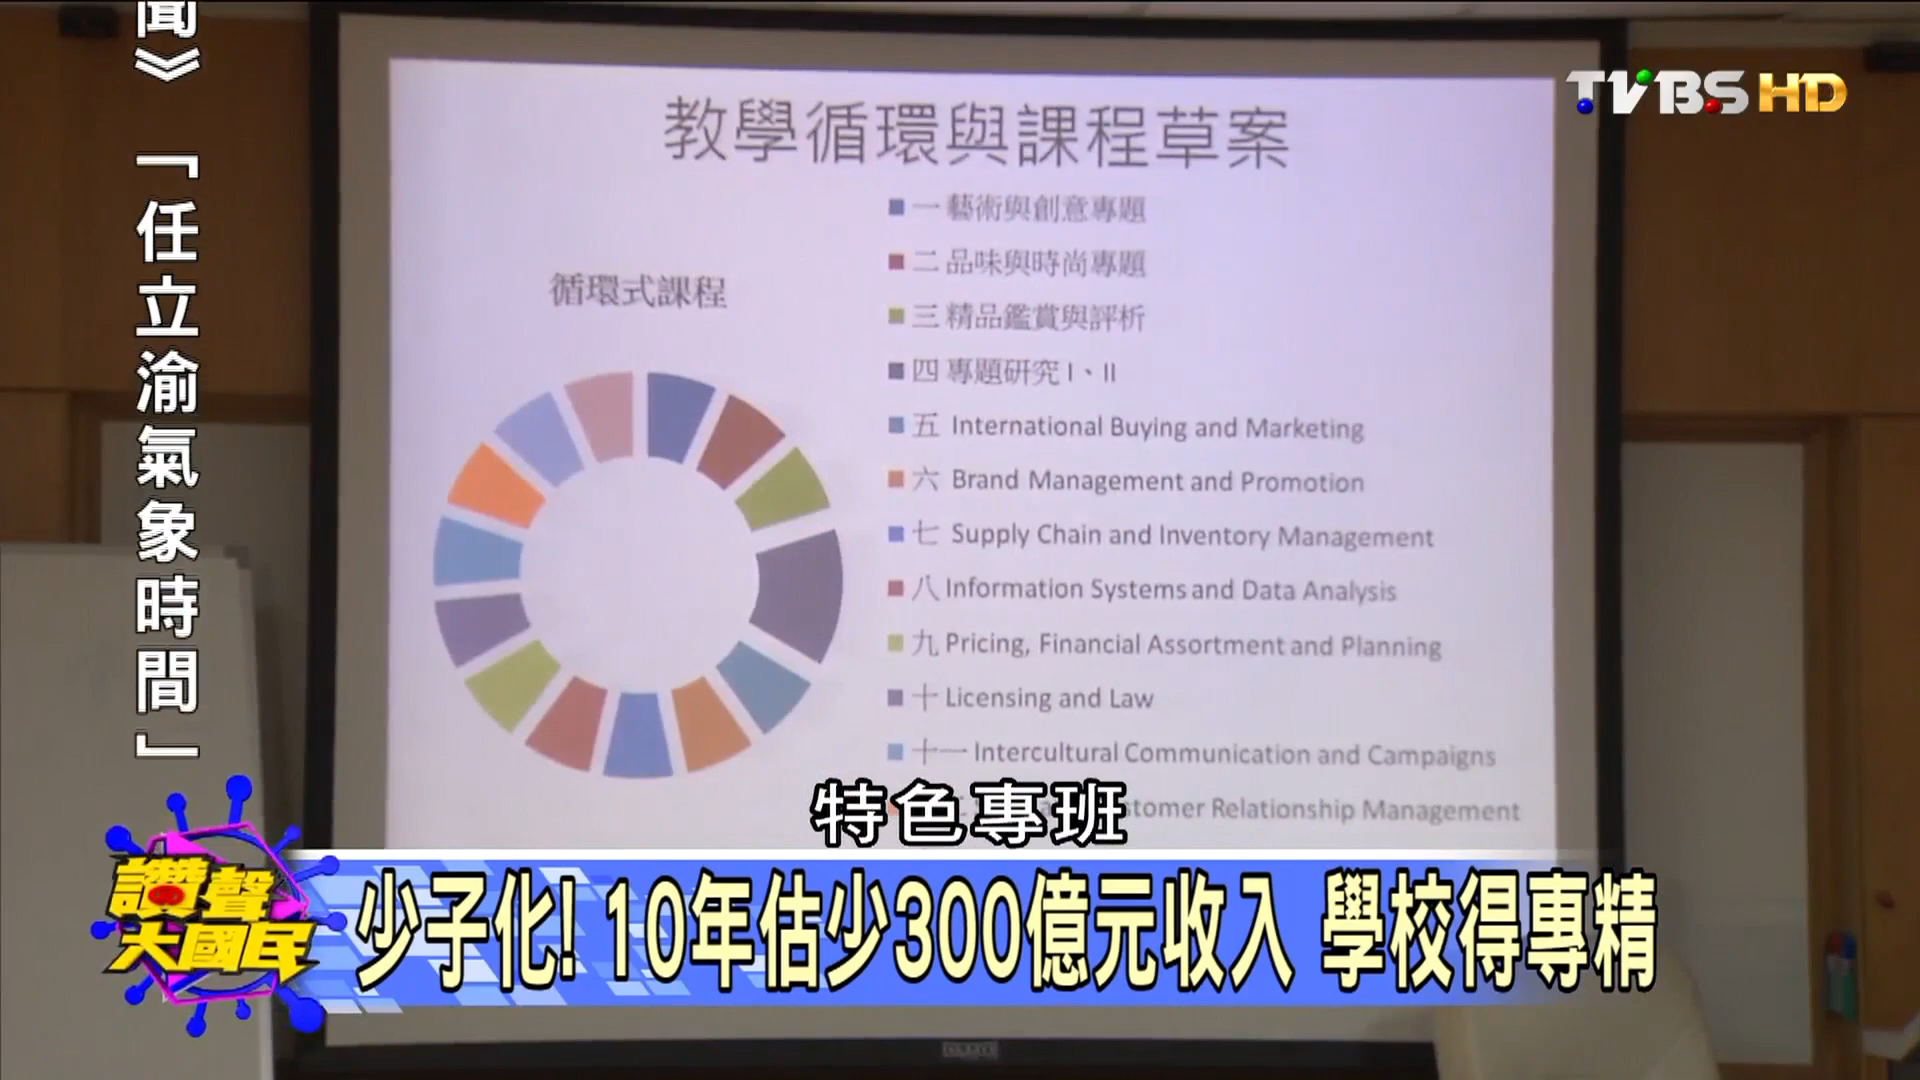 聞》「任立渝氣象時間」
TVBS HD
教學循環與課程草案
循環式課程
一 藝術與創意專題
二 品味與時尚專題
三 精品鑑賞與評析
四 專題研究 I、II
五 International Buying and Marketing
六 Brand Management and Promotion
七 Supply Chain and Inventory Management
八 Information Systems and Data Analysis
九 Pricing, Financial Assortment and Planning
十 Licensing and Law
十一 Intercultural Communication and Campaigns
Relationship Management
特色專班
讚聲大國民
少子化! 10年估少300億元收入 學校得專精